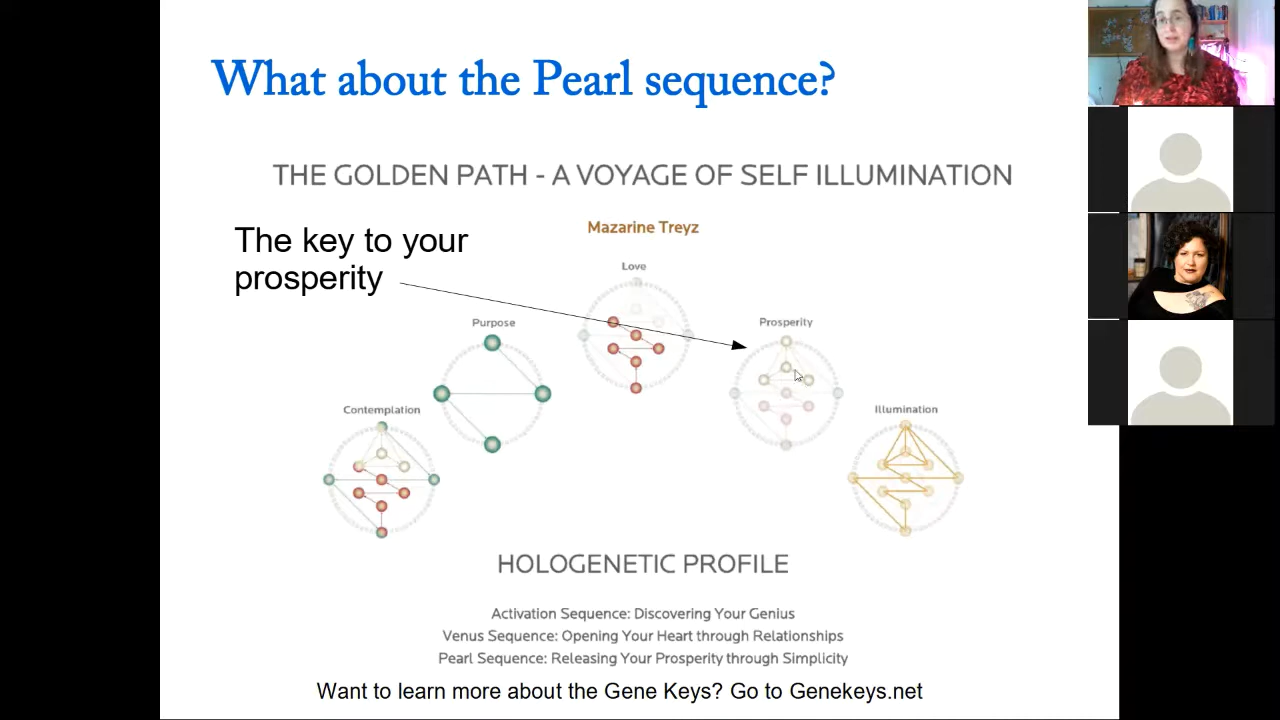 What about the Pearl sequence?
THE GOLDEN PATH - A VOYAGE OF SELF ILLUMINATION
Mazarine Treyz
The key to your
prosperity
Love
Purpose
Prosperity
Contemplation
Illumination
HOLOGENETIC PROFILE
Activation Sequence: Discovering Your Genius
Venus Sequence: Opening Your Heart through Relationships
Pearl Sequence: Releasing Your Prosperity through Simplicity
Want to learn more about the Gene Keys? Go to Genekeys.net